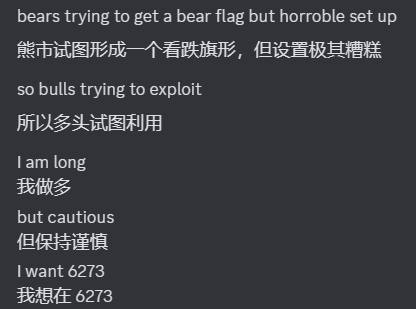 bears trying to get a bear flag but horroble set up
熊市试图形成一个看跌旗形，但设置极其糟糕
so bulls trying to exploit
所以多头试图利用
I am long
我做多
but cautious
但保持谨慎
I want 6273
我想在 6273